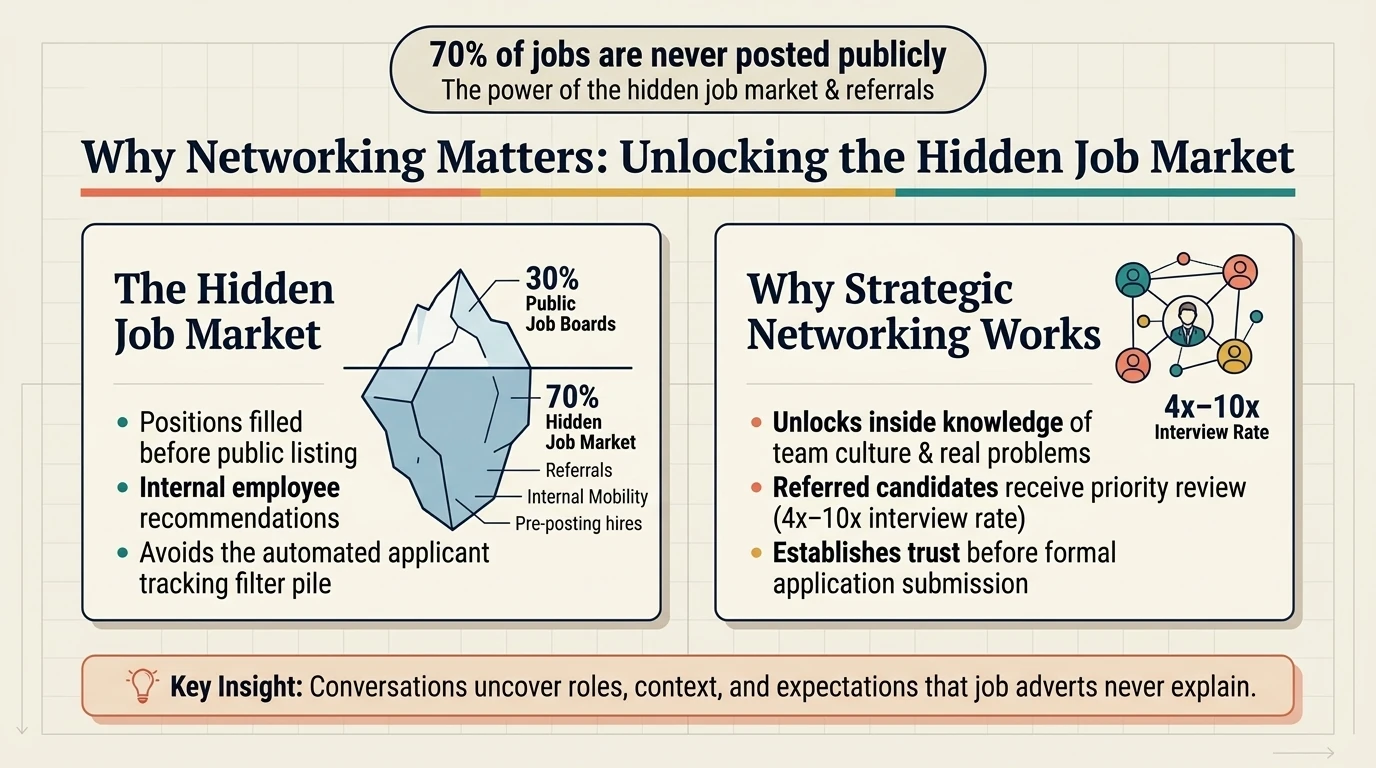 70% of jobs are never posted publicly
The power of the hidden job market & referrals
Why Networking Matters: Unlocking the Hidden Job Market
The Hidden
Job Market
30%
Public
Job Boards
70%
Hidden
Job Market
Referrals
Internal Mobility
Pre-posting hires
Positions filled
before public listing
Internal employee
recommendations
Avoids the automated applicant
tracking filter pile
Why Strategic
Networking Works
4x–10x
Interview Rate
Unlocks inside knowledge of
team culture & real problems
Referred candidates receive priority review
(4x–10x interview rate)
Establishes trust before formal
application submission
Key Insight: Conversations uncover roles, context, and expectations that job adverts never explain.